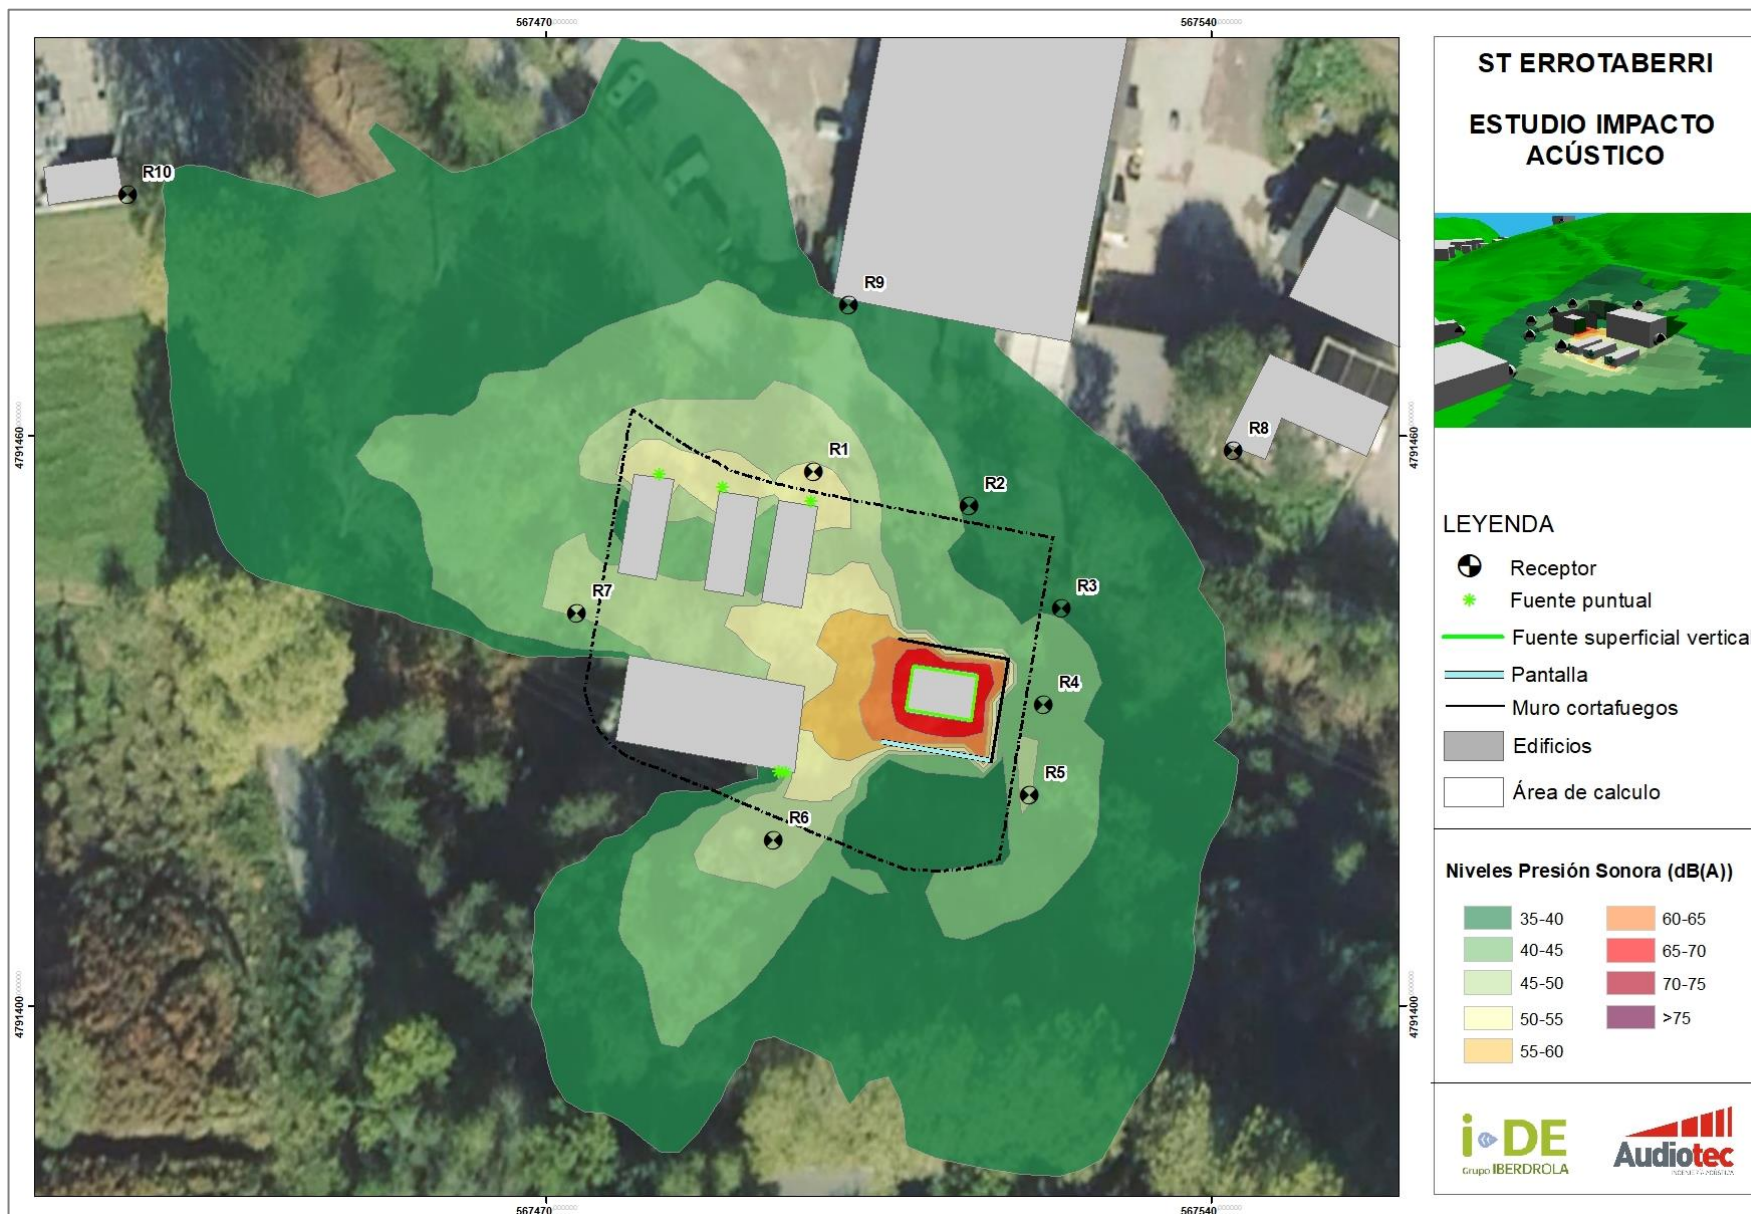 567470
567540
ST ERROTABERRI
ESTUDIO IMPACTO
ACÚSTICO
R10
R9
4791460
4791460
R8
R1
R2
R3
R7
R4
R5
R6
4791400
4791400
567470
567540
LEYENDA
Receptor
Fuente puntual
Fuente superficial vertica
Pantalla
Muro cortafuegos
Edificios
Área de calculo
Niveles Presión Sonora (dB(A))
35-40
40-45
45-50
50-55
55-60
60-65
65-70
70-75
>75
i-DE
Grupo IBERDROLA
Audiotec